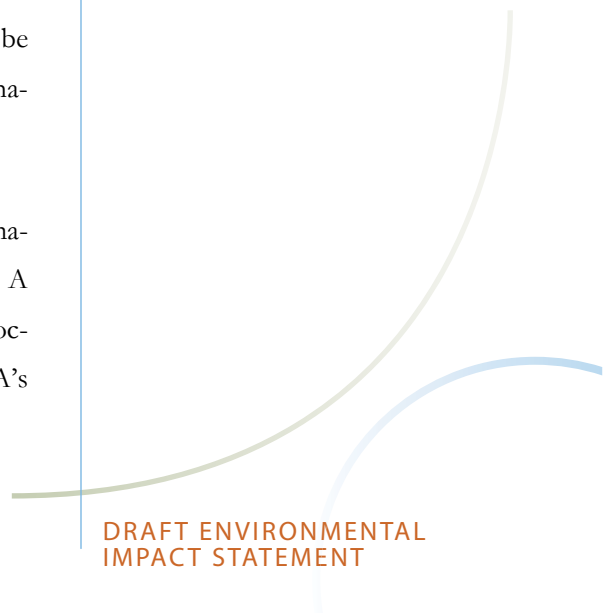 be
na-
na-
A
oc-
A's
DRAFT ENVIRONMENTAL
IMPACT STATEMENT